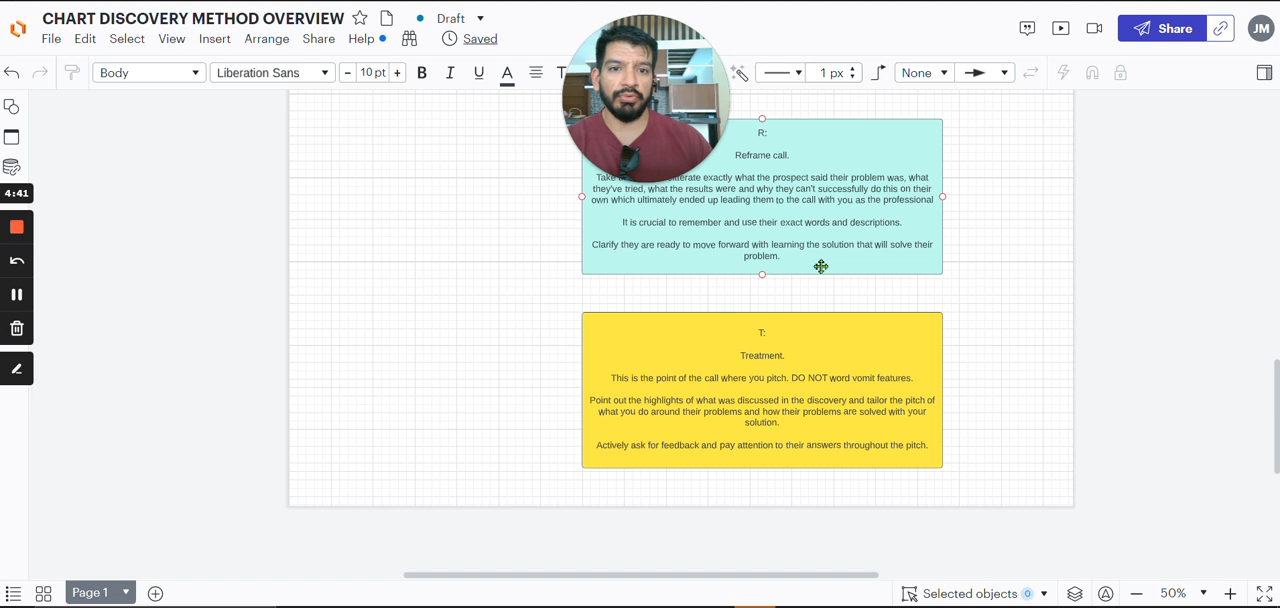 CHART DISCOVERY METHOD OVERVIEW
Draft
File Edit Select View Insert Arrange Share Help
Saved
Share
JM
Body
Liberation Sans
- 10 pt +
B I U A T
1 px
None
4:41
R:
Reframe call.
Take
iterate exactly what the prospect said their problem was, what
they've tried, what the results were and why they can't successfully do this on their
own which ultimately ended up leading them to the call with you as the professional
It is crucial to remember and use their exact words and descriptions.
Clarify they are ready to move forward with learning the solution that will solve their
problem.
T:
Treatment.
This is the point of the call where you pitch. DO NOT word vomit features.
Point out the highlights of what was discussed in the discovery and tailor the pitch of
what you do around their problems and how their problems are solved with your
solution.
Actively ask for feedback and pay attention to their answers throughout the pitch.
Page 1
Selected objects 0
50%